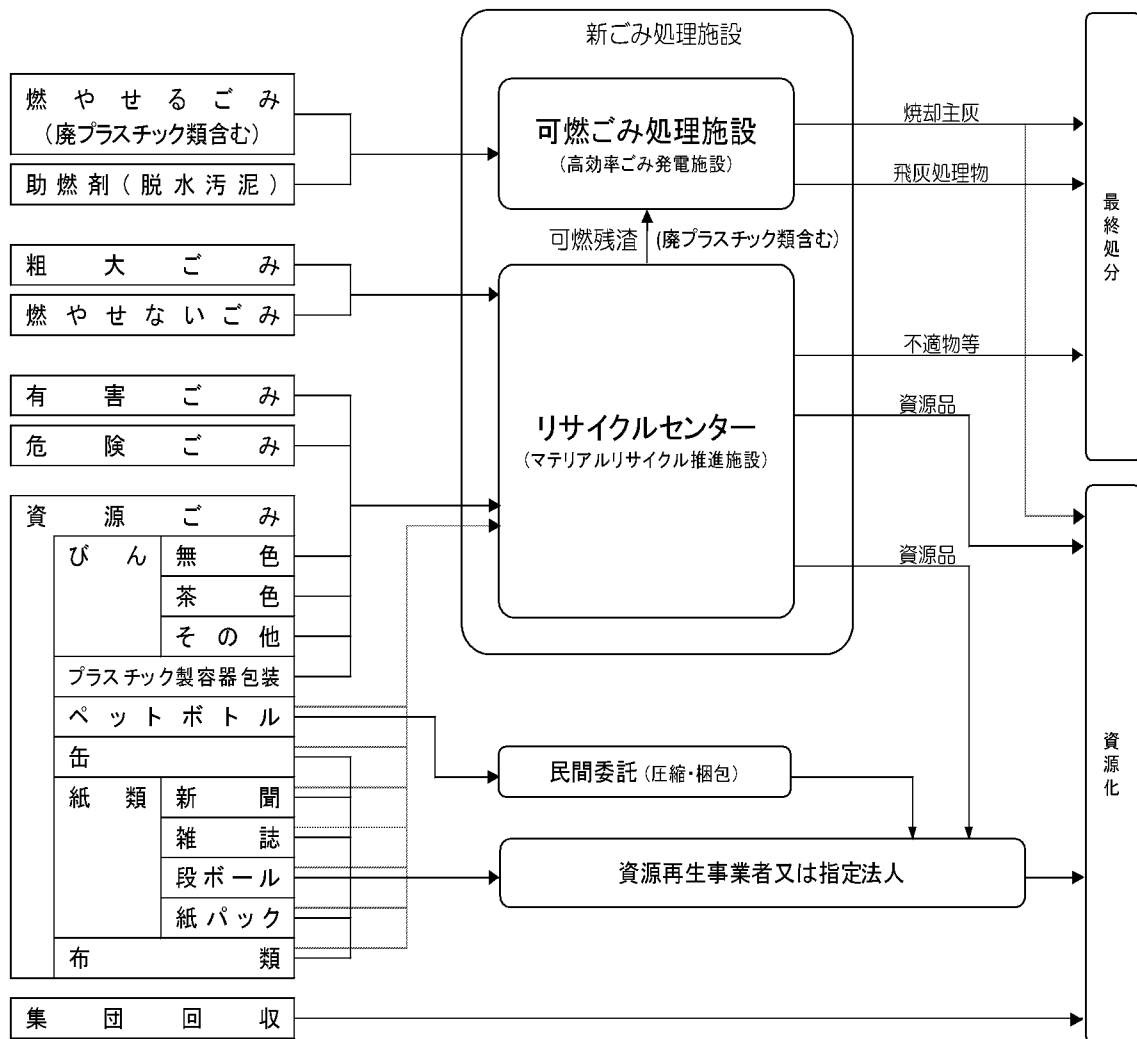 新ごみ処理施設
燃やせるごみ
(廃プラスチック類含む)
助燃剤(脱水汚泥)
粗大ごみ
燃やせないごみ
有害ごみ
危険ごみ
資源ごみ
びん
無色
茶色
その他
プラスチック製容器包装
ペットボトル
缶
紙類
新聞
雑誌
段ボール
紙パック
布類
集団回収
可燃ごみ処理施設
(高効率ごみ発電施設)
可燃残渣 (廃プラスチック類含む)
リサイクルセンター
(マテリアルリサイクル推進施設)
民間委託 (圧縮・梱包)
資源再生事業者又は指定法人
焼却主灰
飛灰処理物
不適物等
資源品
資源品
最終処分
資源化